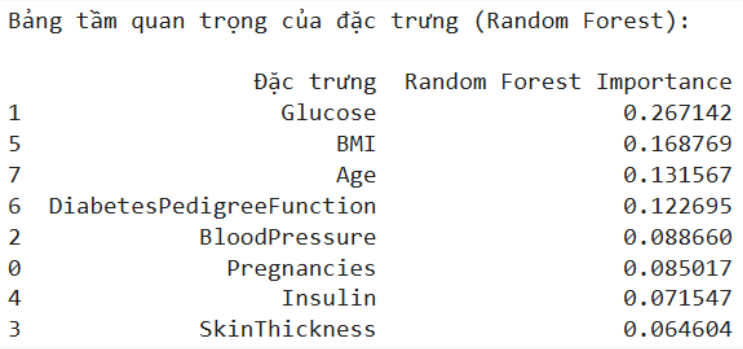 Bảng tầm quan trọng của đặc trưng (Random Forest):
Đặc trưng Random Forest Importance
1 Glucose 0.267142
5 BMI 0.168769
7 Age 0.131567
6 DiabetesPedigreeFunction 0.122695
2 BloodPressure 0.088660
0 Pregnancies 0.085017
4 Insulin 0.071547
3 SkinThickness 0.064604